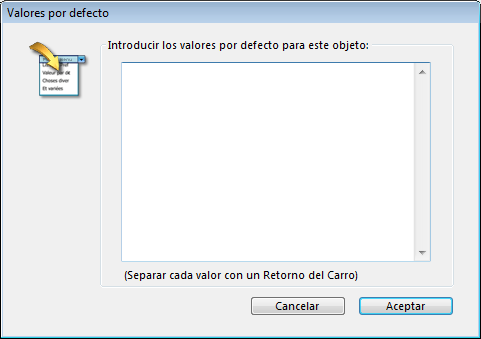 Valores por defecto
Introducir los valores por defecto para este objeto:
Valeur par dé
Choses diver
Et variées
(Separar cada valor con un Retorno del Carro)
Cancelar
Aceptar